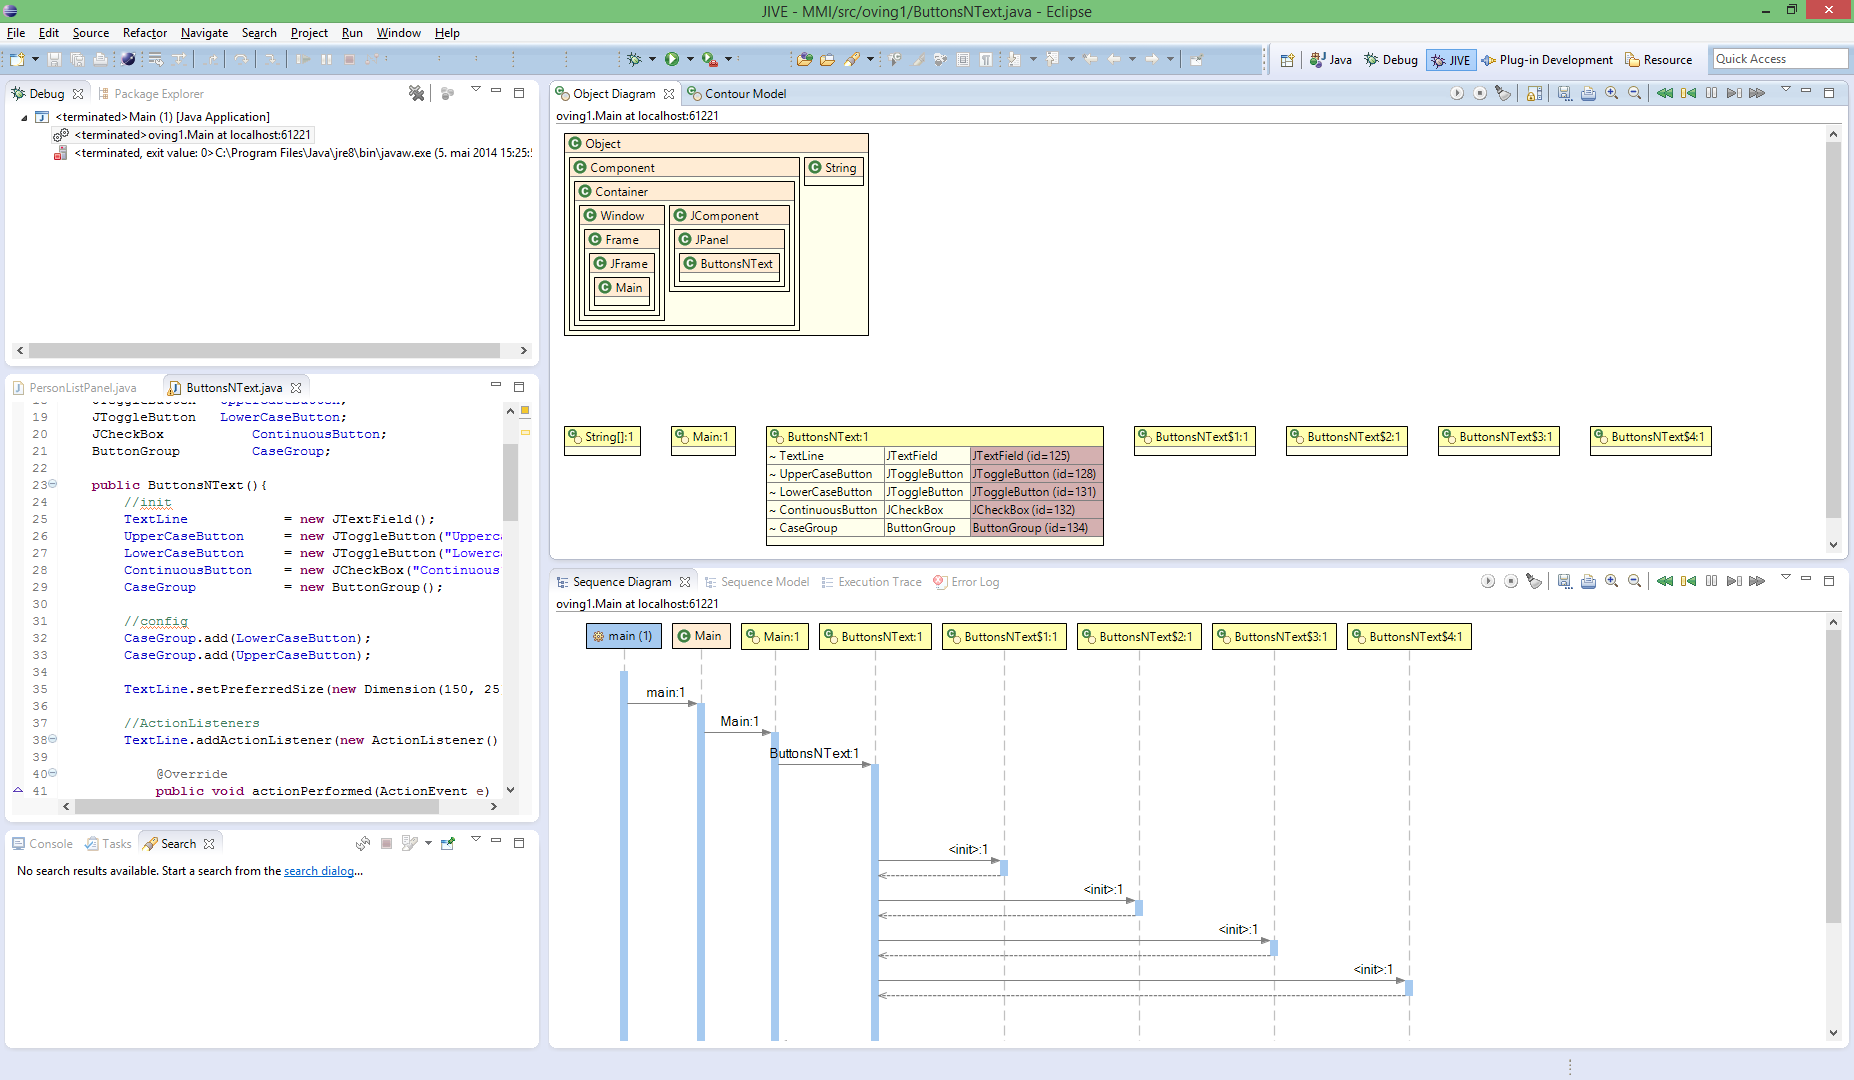 JIVE - MMI/src/oving1/ButtonsNText.java - Eclipse
File Edit Source Refactor Navigate Search Project Run Window Help
Java Debug JIVE Plug-in Development Resource Quick Access
Debug Package Explorer
<terminated>Main (1) [Java Application]
<terminated>oving1.Main at localhost:61221
<terminated, exit value: 0>C:\Program Files\Java\jre8\bin\javaw.exe (5. mai 2014 15:25:
Object Diagram Contour Model
oving1.Main at localhost:61221
Object
Component String
Container
Window JComponent
Frame JPanel
JFrame ButtonsNText
Main
String[]:1 Main:1 ButtonsNText:1 ButtonsNText$1:1 ButtonsNText$2:1 ButtonsNText$3:1 ButtonsNText$4:1
~ TextLine JTextField JTextField (id=125)
~ UpperCaseButton JToggleButton JToggleButton (id=128)
~ LowerCaseButton JToggleButton JToggleButton (id=131)
~ ContinuousButton JCheckBox JCheckBox (id=132)
~ CaseGroup ButtonGroup ButtonGroup (id=134)
PersonListPanel.java ButtonsNText.java
18 JToggleButton UpperCaseButton;
19 JToggleButton LowerCaseButton;
20 JCheckBox ContinuousButton;
21 ButtonGroup CaseGroup;
22
23 public ButtonsNText(){
24 //init
25 TextLine = new JTextField();
26 UpperCaseButton = new JToggleButton("Upperca
27 LowerCaseButton = new JToggleButton("Lowerca
28 ContinuousButton = new JCheckBox("Continuous
29 CaseGroup = new ButtonGroup();
30
31 //config
32 CaseGroup.add(LowerCaseButton);
33 CaseGroup.add(UpperCaseButton);
34
35 TextLine.setPreferredSize(new Dimension(150, 25
36
37 //ActionListeners
38 TextLine.addActionListener(new ActionListener()
39
40 @Override
41 public void actionPerformed(ActionEvent e)
Console Tasks Search
No search results available. Start a search from the search dialog...
Sequence Diagram Sequence Model Execution Trace Error Log
oving1.Main at localhost:61221
main (1) Main Main:1 ButtonsNText:1 ButtonsNText$1:1 ButtonsNText$2:1 ButtonsNText$3:1 ButtonsNText$4:1
main:1
Main:1
ButtonsNText:1
<init>:1
<init>:1
<init>:1
<init>:1